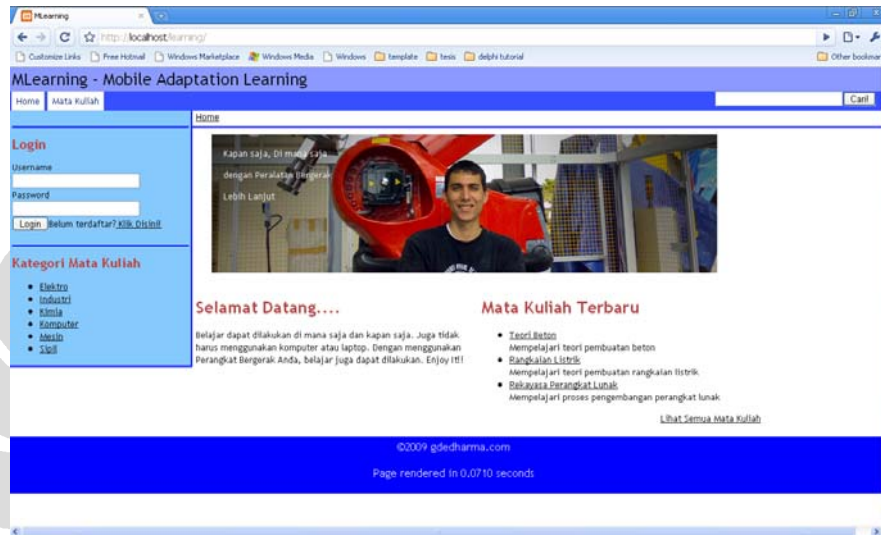 MLearning
http://localhost/learning/
Customize Links Free Hotmail Windows Marketplace Windows Media Windows template tesis delphi tutorial Other bookmar
MLearning - Mobile Adaptation Learning
Home Mata Kuliah Cari!
Home
Login
Username
Password
Login Belum terdaftar? Klik Disini!
Kategori Mata Kuliah
Elektro
Industri
Kimia
Komputer
Mesin
Sipil
Kapan saja, Di mana saja
dengan Peralatan Bergerak
Lebih Lanjut
Selamat Datang....
Belajar dapat dilakukan di mana saja dan kapan saja. Juga tidak
harus menggunakan komputer atau laptop. Dengan menggunakan
Perangkat Bergerak Anda, belajar juga dapat dilakukan. Enjoy It!!
Mata Kuliah Terbaru
Teori Beton
Mempelajari teori pembuatan beton
Rangkaian Listrik
Mempelajari teori pembuatan rangkaian listrik
Rekayasa Perangkat Lunak
Mempelajari proses pengembangan perangkat lunak
Lihat Semua Mata Kuliah
©2009 gdedharma.com
Page rendered in 0.0710 seconds